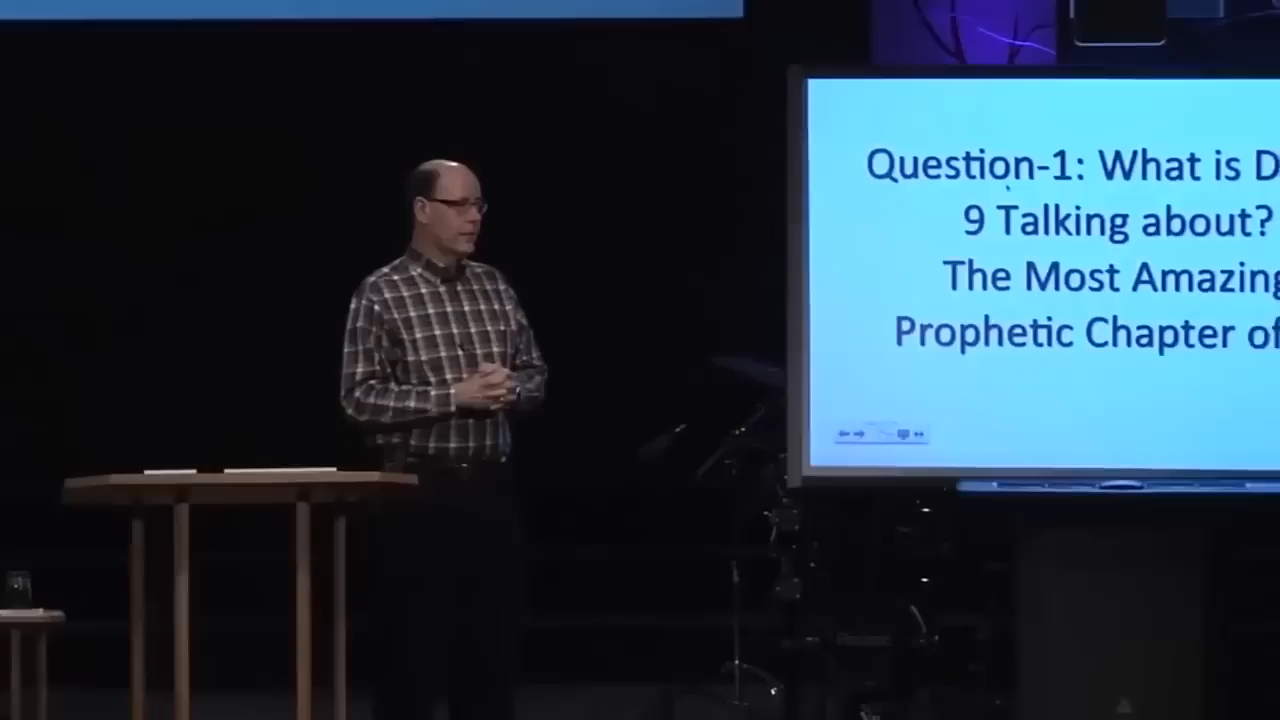 Question-1: What is D
9 Talking about?
The Most Amazing
Prophetic Chapter of